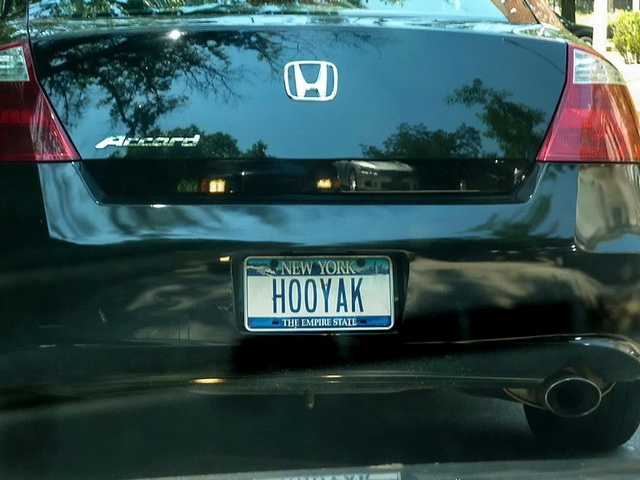 Accord
NEW YORK
HOOYAK
THE EMPIRE STATE